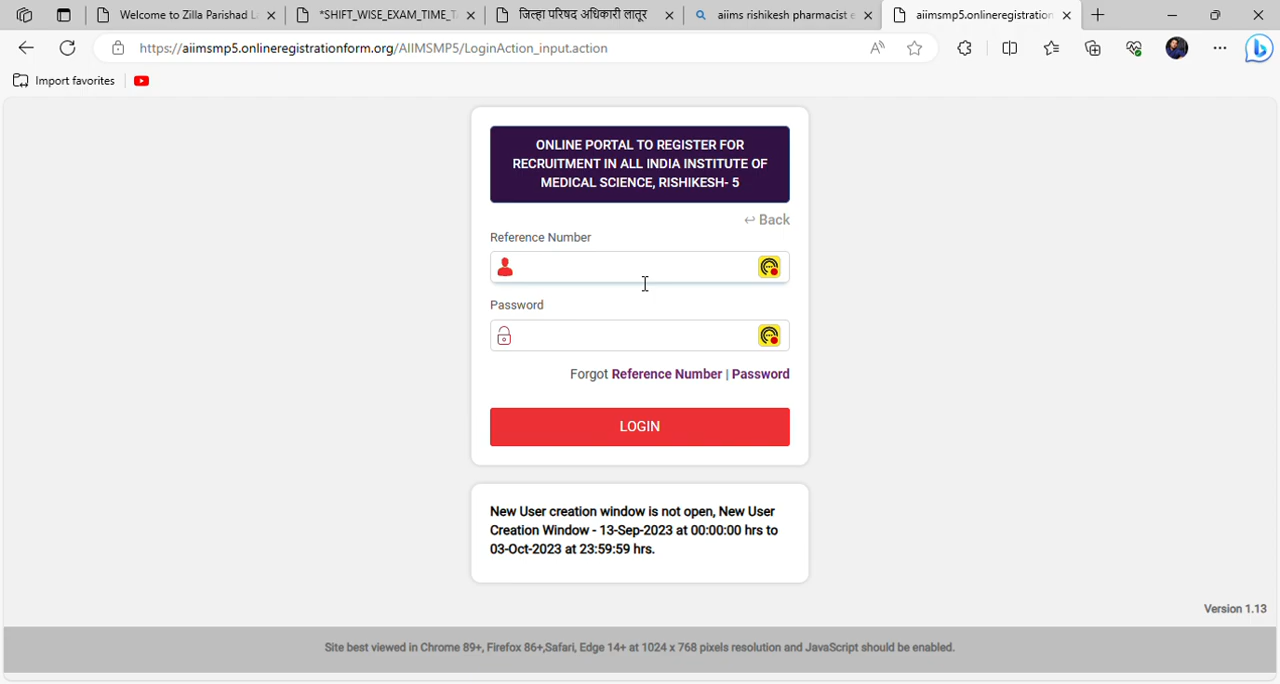 Welcome to Zilla Parishad L
*SHIFT_WISE_EXAM_TIME_T
जिल्हा परिषद अधिकारी लातूर
aiims rishikesh pharmacist e
aiimsmp5.onlineregistration
https://aiimsmp5.onlineregistrationform.org/AIIMSMP5/LoginAction_input.action
Import favorites
ONLINE PORTAL TO REGISTER FOR
RECRUITMENT IN ALL INDIA INSTITUTE OF
MEDICAL SCIENCE, RISHIKESH- 5
Back
Reference Number
Password
Forgot Reference Number | Password
LOGIN
New User creation window is not open, New User
Creation Window - 13-Sep-2023 at 00:00:00 hrs to
03-Oct-2023 at 23:59:59 hrs.
Version 1.13
Site best viewed in Chrome 89+, Firefox 86+,Safari, Edge 14+ at 1024 x 768 pixels resolution and JavaScript should be enabled.